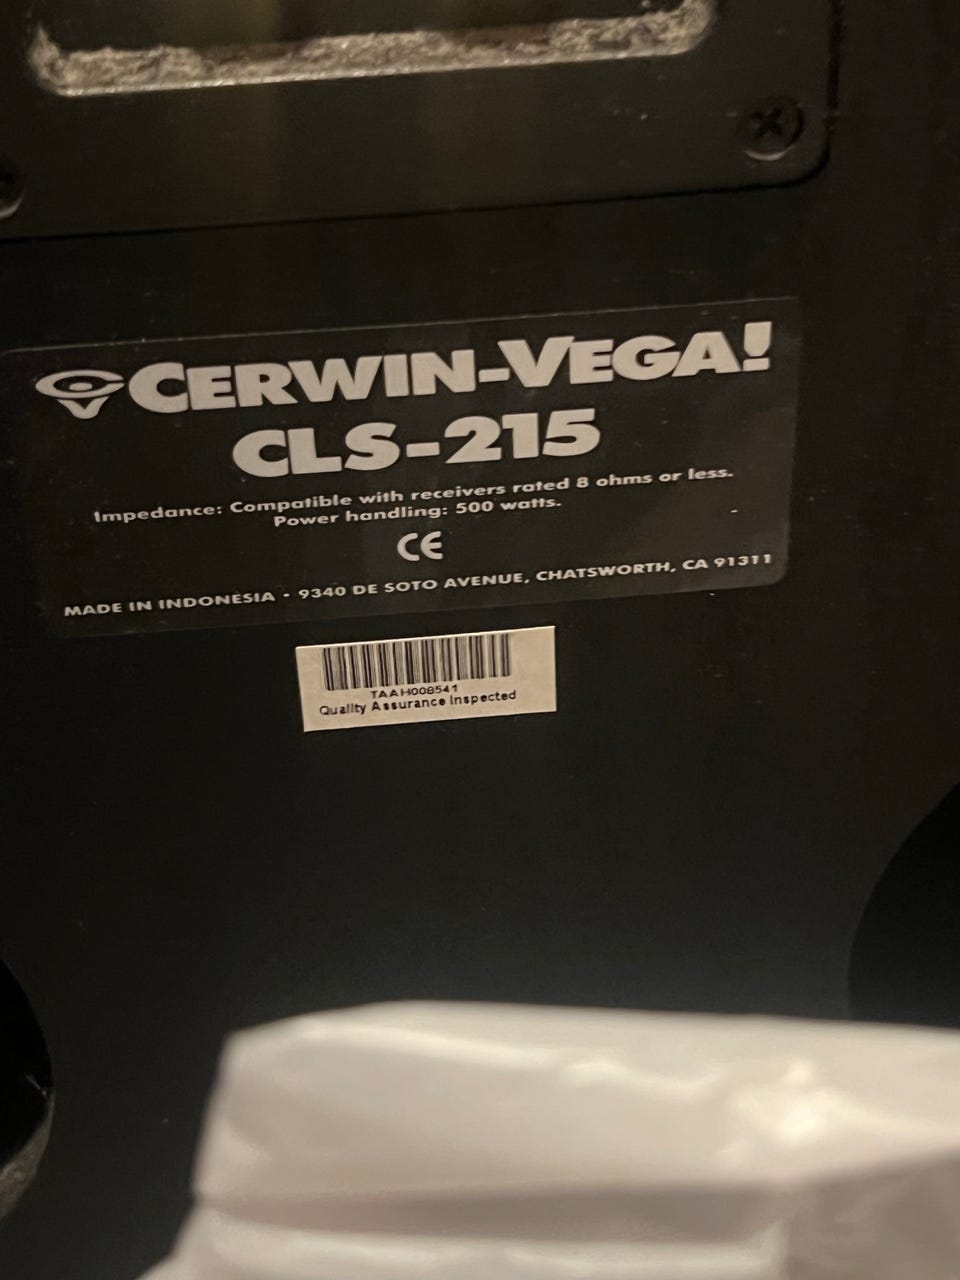 CERWIN-VEGA!
CLS-215
Impedance: Compatible with receivers rated 8 ohms or less.
Power handling: 500 watts.
CE
MADE IN INDONESIA • 9340 DE SOTO AVENUE, CHATSWORTH, CA 91311
TAAH008541
Quality Assurance Inspected